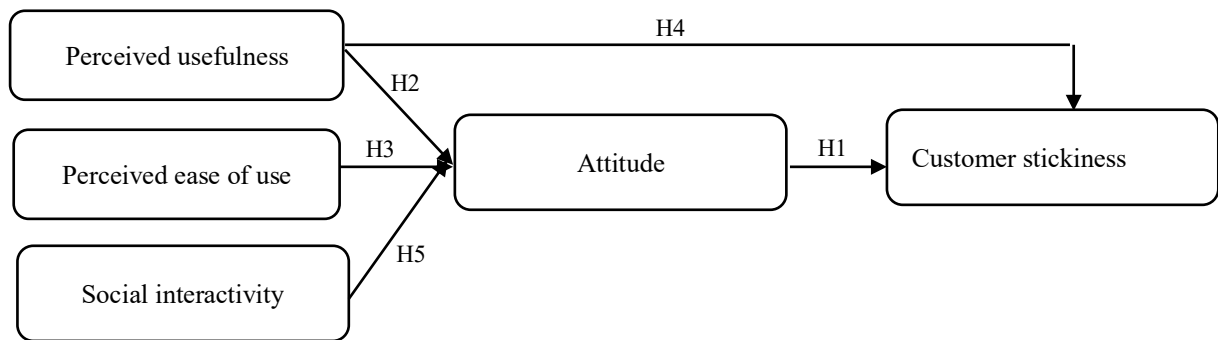 H4
Perceived usefulness
H2
H3
Perceived ease of use
Attitude
H1
Customer stickiness
H5
Social interactivity